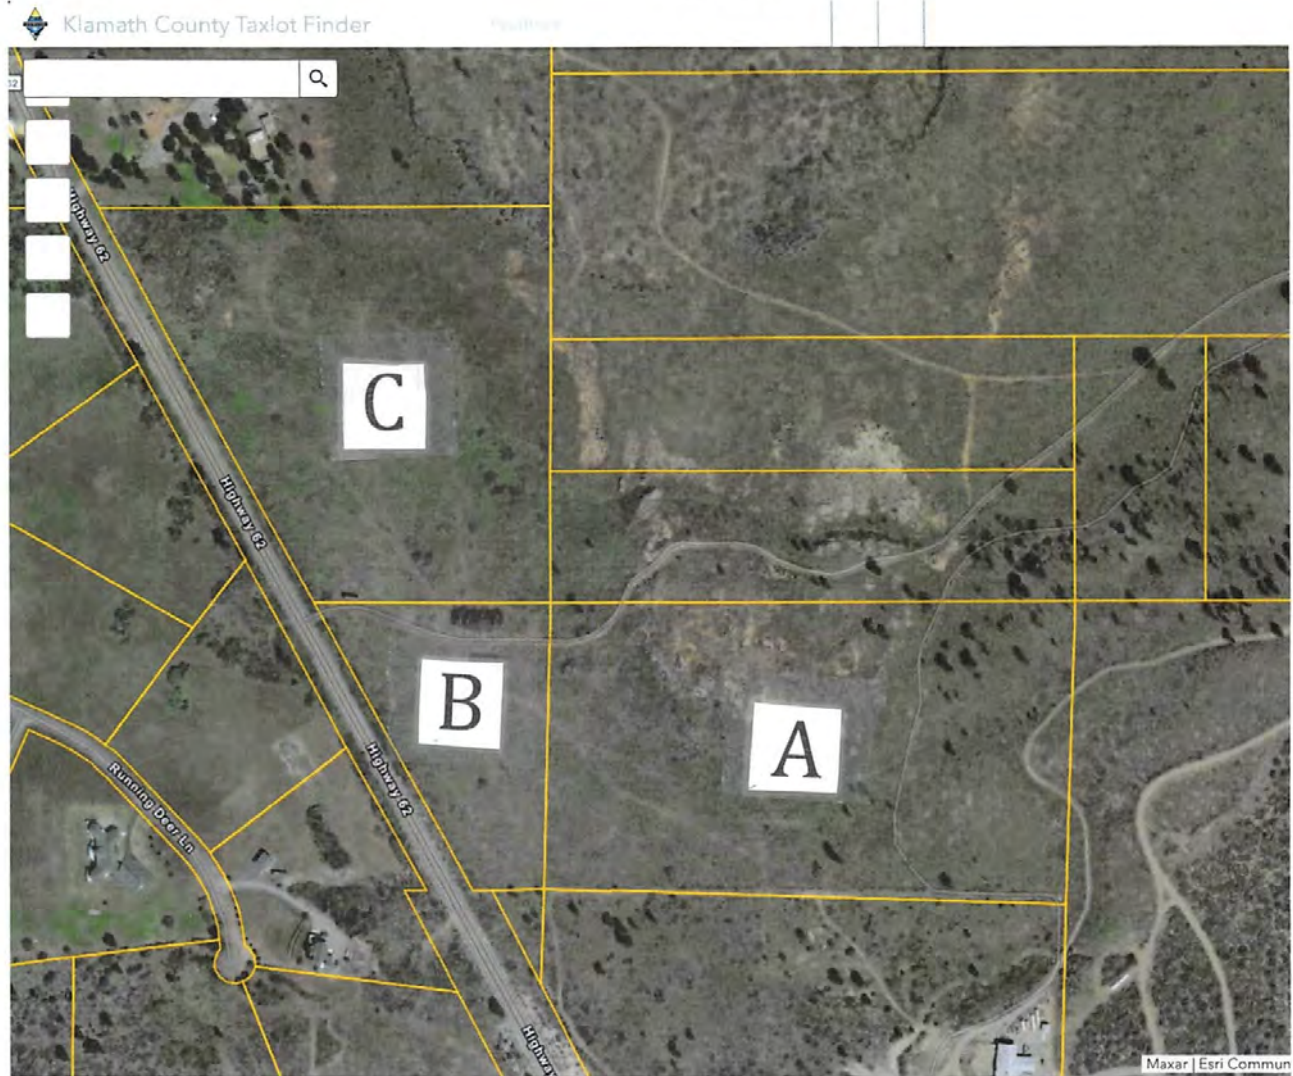 Klamath County Taxlot Finder
Highway 62
C
Highway 62
B
A
Highway 62
Running Deer Ln
Highway
Maxar | Esri Commun